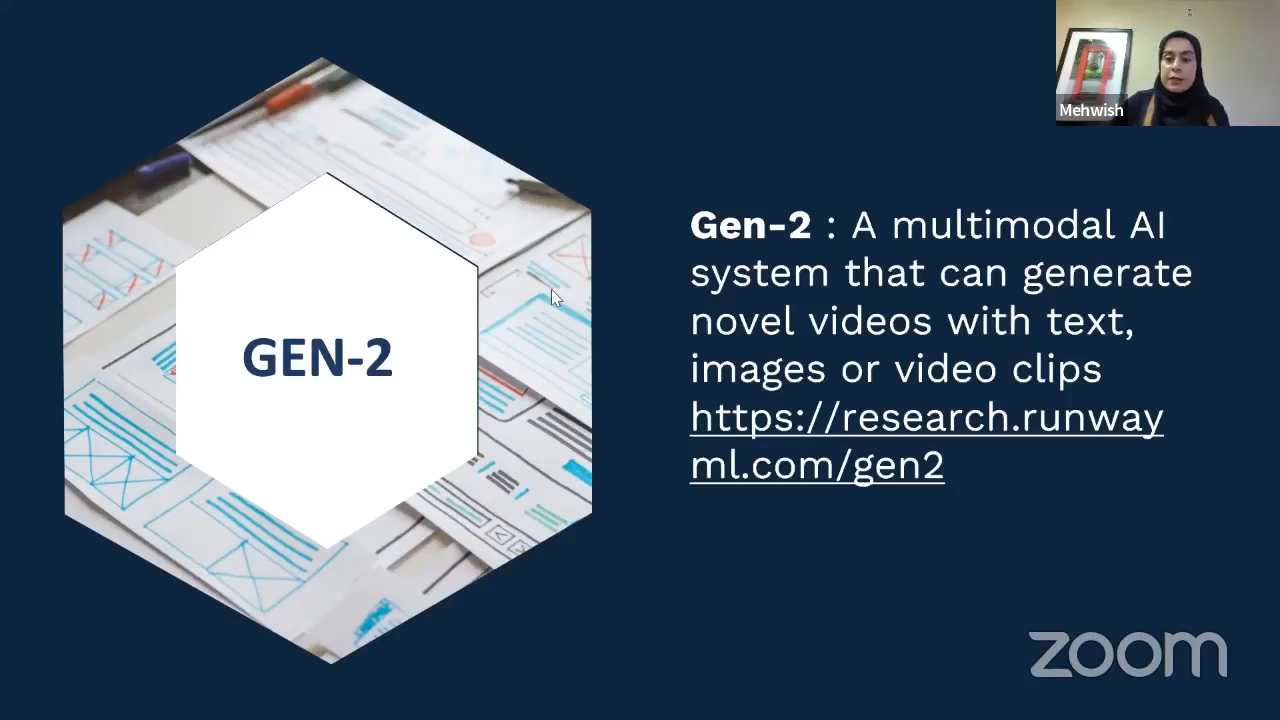 Mehwish
GEN-2
Gen-2 : A multimodal AI
system that can generate
novel videos with text,
images or video clips
https://research.runway
ml.com/gen2
zoom